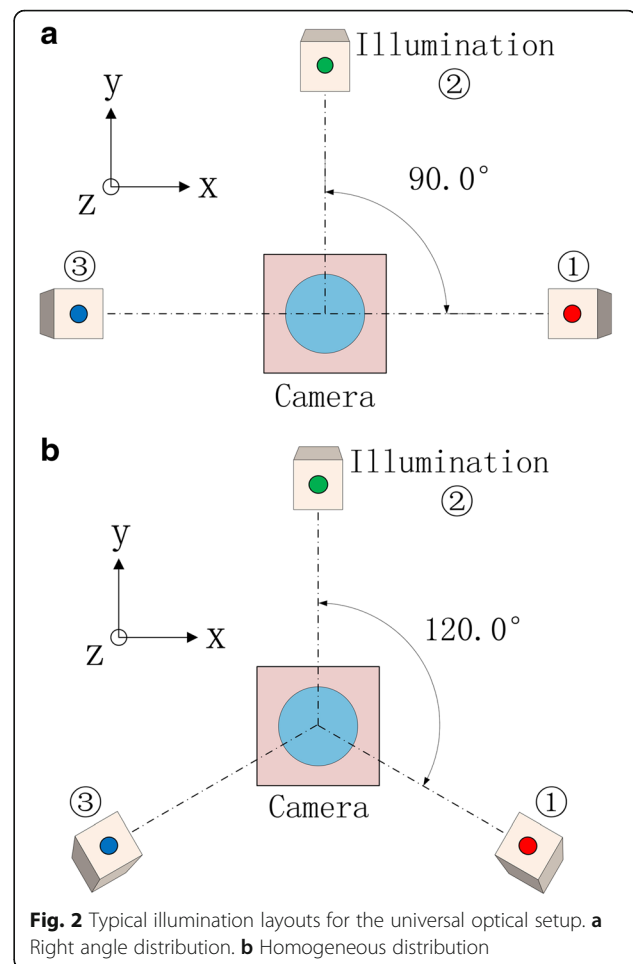 a
Illumination
②
y
90.0°
z
x
③
①
Camera
b
Illumination
②
y
120.0°
z
x
③
①
Camera
Fig. 2 Typical illumination layouts for the universal optical setup. a
Right angle distribution. b Homogeneous distribution